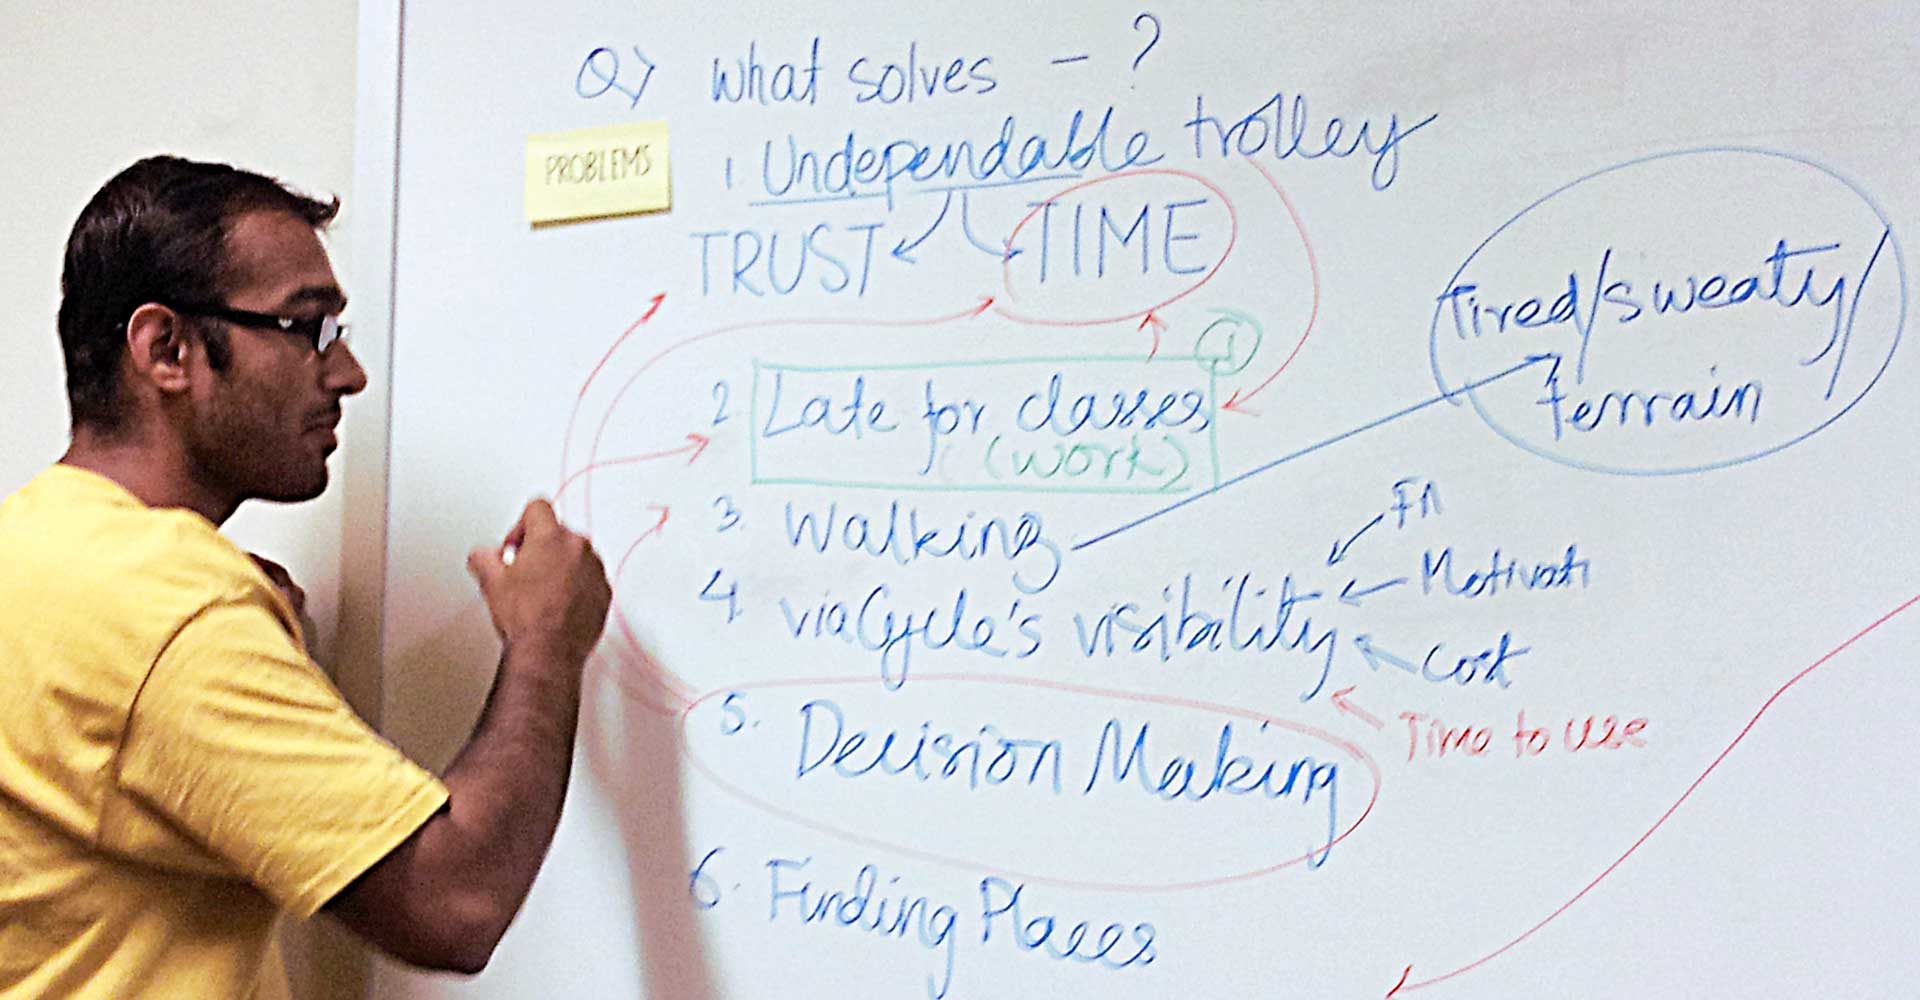 Q> What solves - ?
PROBLEMS
1. Undependable trolley
TRUST TIME
1
Tired/sweaty/
terrain
2 Late for classes
(work)
3. Walking
FN
4. viaCycle's visibility
Motivati
Cost
Time to use
5. Decision Making
6. Finding Places